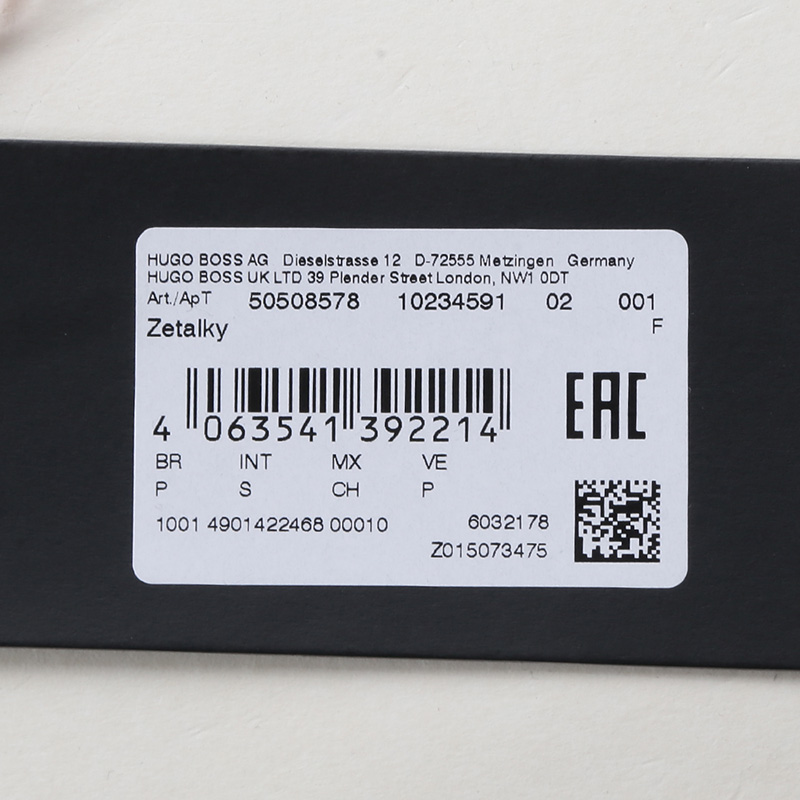 HUGO BOSS AG Dieselstrasse 12 D-72555 Metzingen Germany
HUGO BOSS UK LTD 39 Plender Street London, NW1 0DT
Art./ApT 50508578 10234591 02 001
Zetalky F
4 063541 392214
EAC
BR INT MX VE
P S CH P
1001 4901422468 00010 6032178
Z015073475